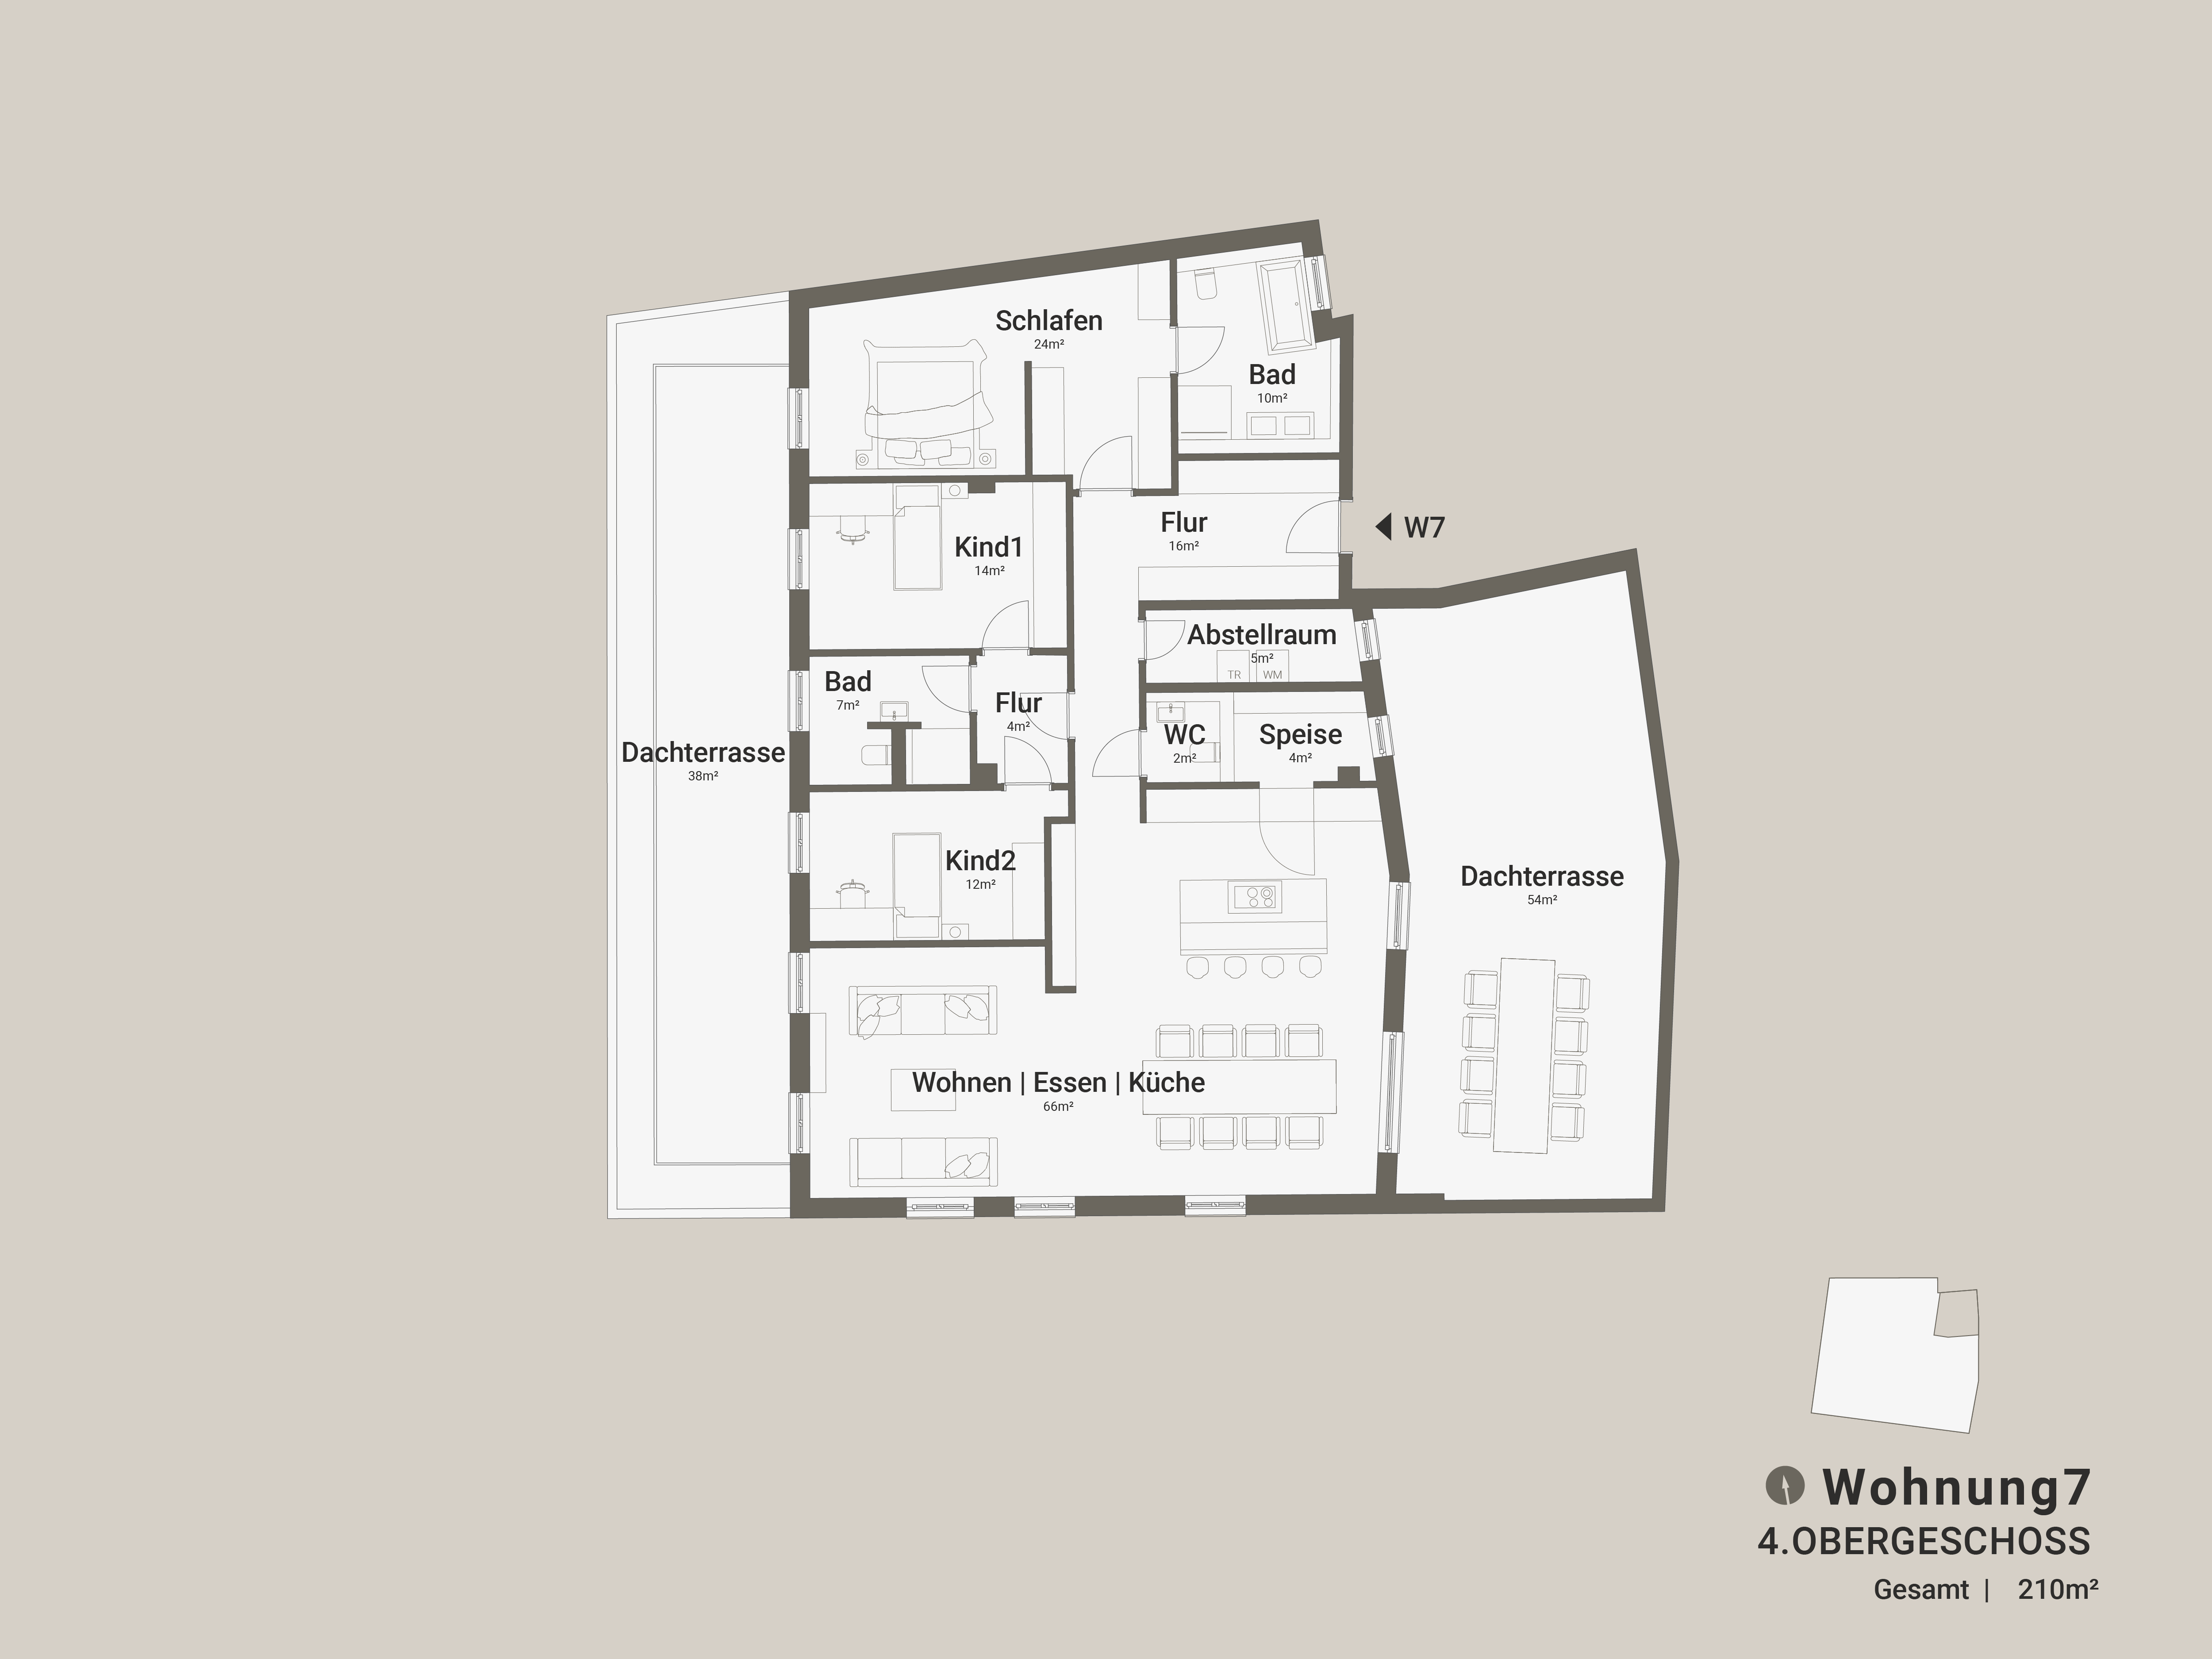 Schlafen
24m²
Bad
10m²
Flur
16m²
W7
Kind1
14m²
Abstellraum
5m²
TR
WM
Bad
7m²
Flur
4m²
WC
2m²
Speise
4m²
Dachterrasse
38m²
Kind2
12m²
Dachterrasse
54m²
Wohnen | Essen | Küche
66m²
Wohnung7
4.OBERGESCHOSS
Gesamt | 210m²